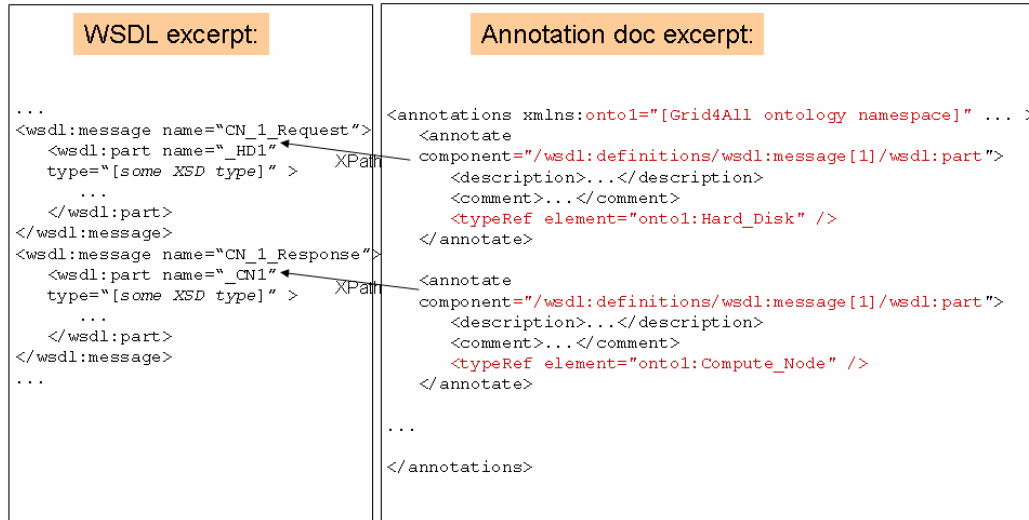 WSDL excerpt:
...
<wsdl:message name=“CN_1_Request”>
<wsdl:part name=“_HD1”
type=“[some XSD type]” >
...
</wsdl:part>
</wsdl:message>
<wsdl:message name=“CN_1_Response”>
<wsdl:part name=“_CN1”
type=“[some XSD type]” >
...
</wsdl:part>
</wsdl:message>
...
XPath
XPath
Annotation doc excerpt:
<annotations xmlns:onto1="[Grid4All ontology namespace]" ... >
<annotate
component="/wsdl:definitions/wsdl:message[1]/wsdl:part">
<description>...</description>
<comment>...</comment>
<typeRef element="onto1:Hard_Disk" />
</annotate>
<annotate
component="/wsdl:definitions/wsdl:message[1]/wsdl:part">
<description>...</description>
<comment>...</comment>
<typeRef element="onto1:Compute_Node" />
</annotate>
...
</annotations>